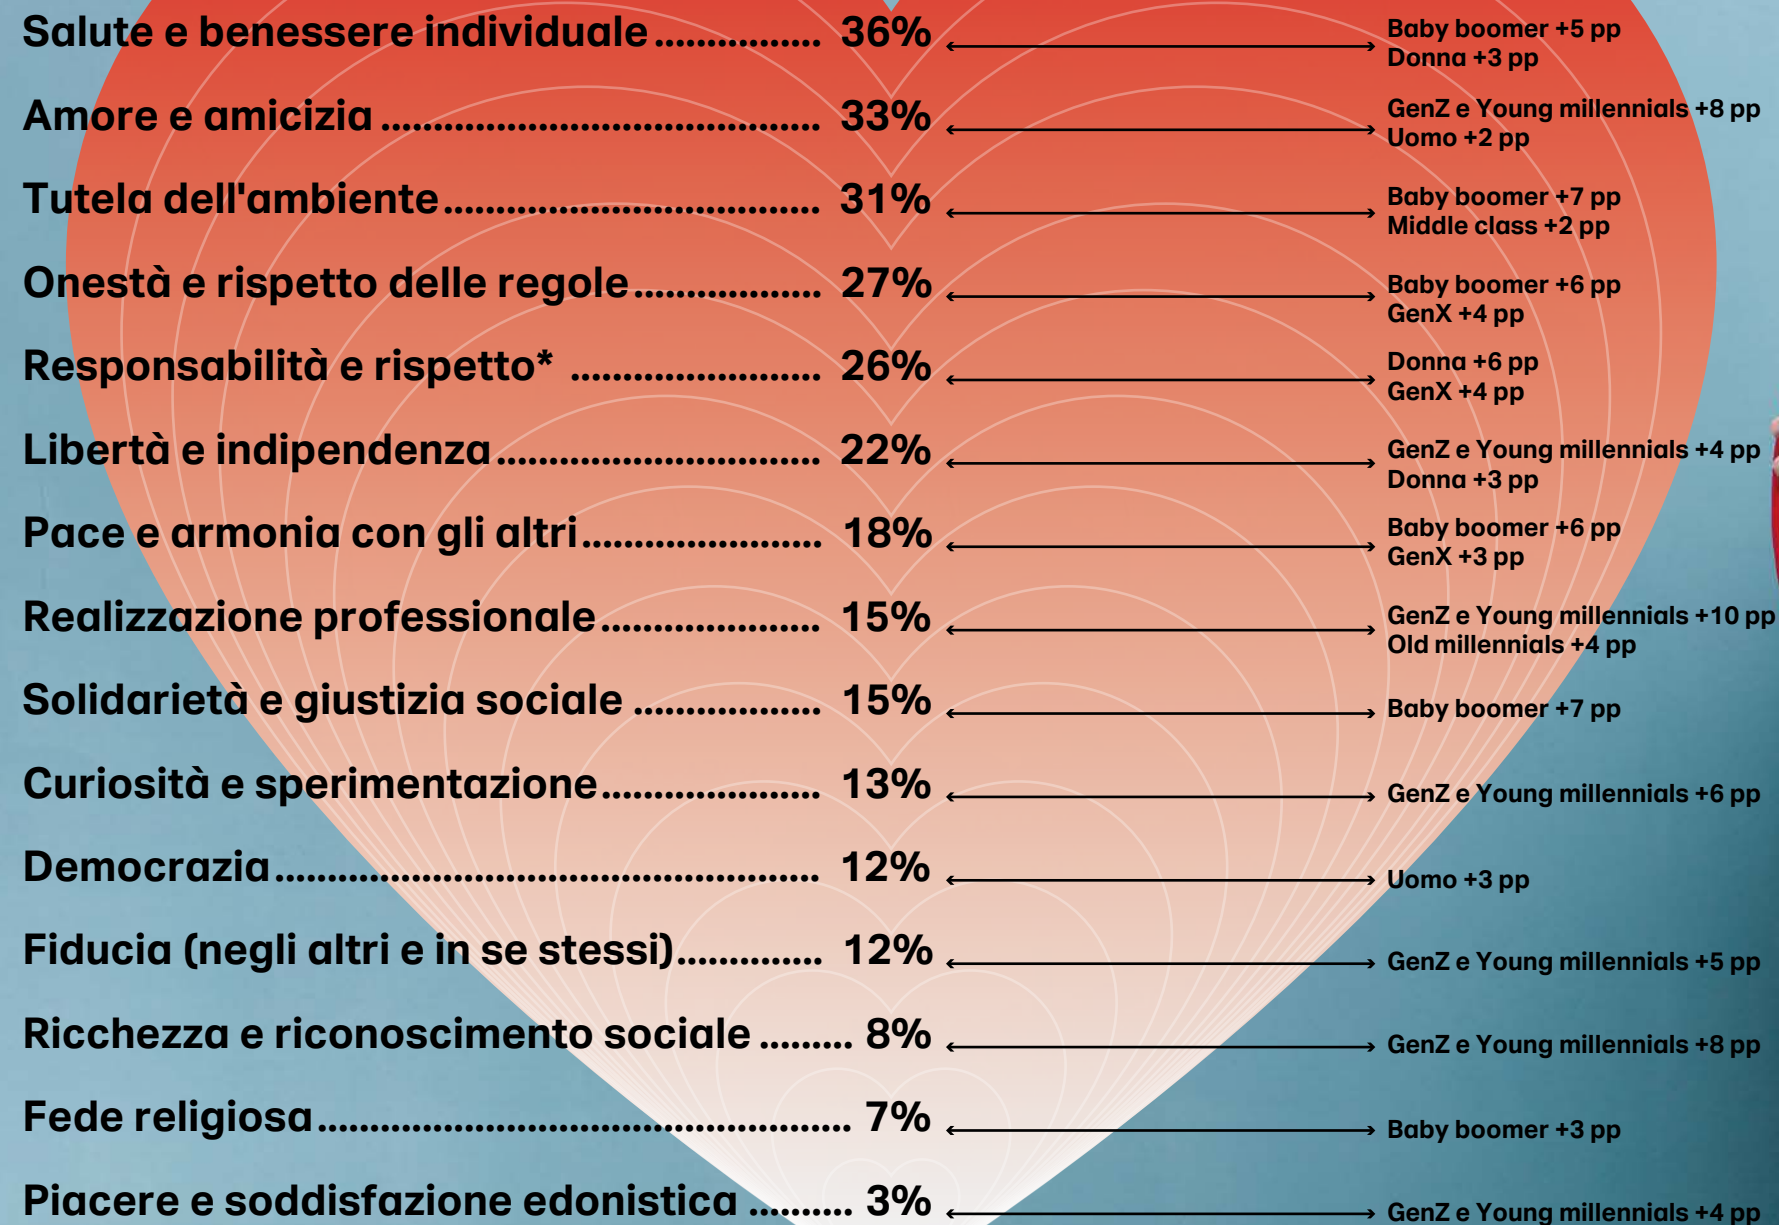 Salute e benessere individuale ................ 36%
Baby boomer +5 pp
Donna +3 pp
Amore e amicizia .......................................... 33%
GenZ e Young millennials +8 pp
Uomo +2 pp
Tutela dell'ambiente .................................... 31%
Baby boomer +7 pp
Middle class +2 pp
Onestà e rispetto delle regole .................. 27%
Baby boomer +6 pp
GenX +4 pp
Responsabilità e rispetto* ........................ 26%
Donna +6 pp
GenX +4 pp
Libertà e indipendenza ............................... 22%
GenZ e Young millennials +4 pp
Donna +3 pp
Pace e armonia con gli altri ....................... 18%
Baby boomer +6 pp
GenX +3 pp
Realizzazione professionale ..................... 15%
GenZ e Young millennials +10 pp
Old millennials +4 pp
Solidarietà e giustizia sociale .................. 15%
Baby boomer +7 pp
Curiosità e sperimentazione ..................... 13%
GenZ e Young millennials +6 pp
Democrazia .................................................... 12%
Uomo +3 pp
Fiducia (negli altri e in se stessi) .............. 12%
GenZ e Young millennials +5 pp
Ricchezza e riconoscimento sociale ......... 8%
GenZ e Young millennials +8 pp
Fede religiosa ................................................... 7%
Baby boomer +3 pp
Piacere e soddisfazione edonistica .......... 3%
GenZ e Young millennials +4 pp